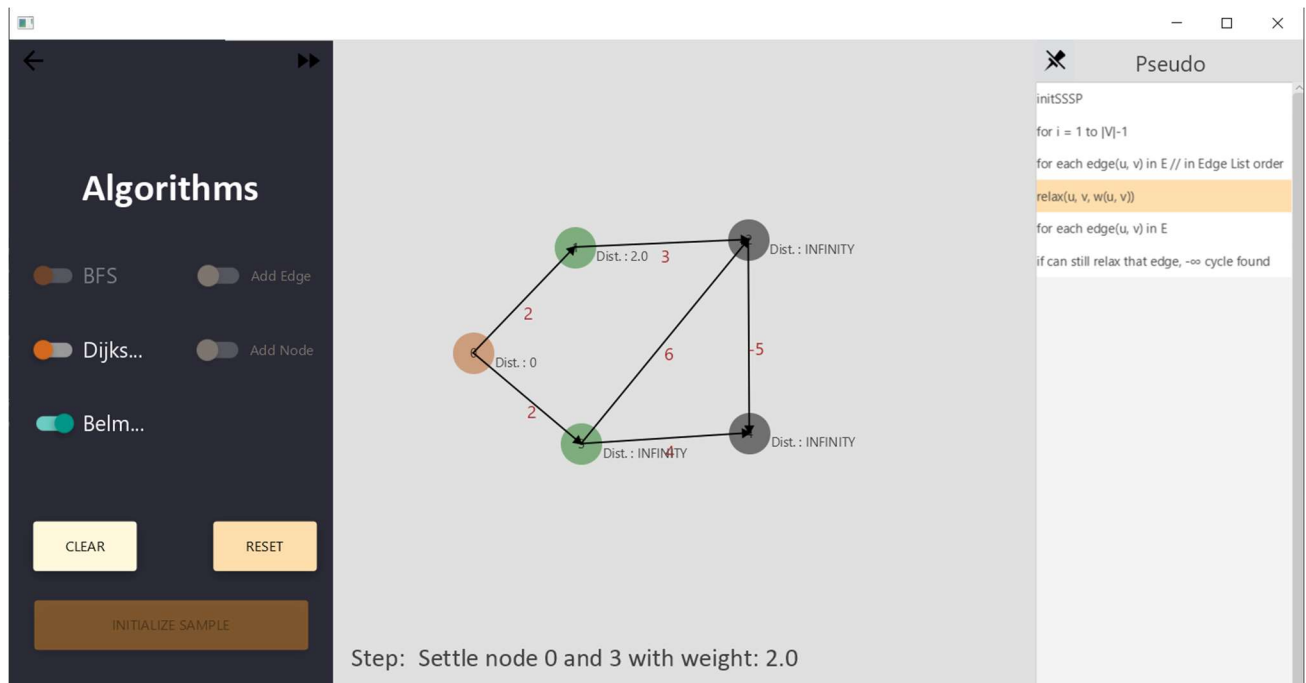 Algorithms
BFS
Add Edge
Dijks...
Add Node
Belm...
CLEAR
RESET
INITIALIZE SAMPLE
Dist. : 2.0
3
Dist. : INFINITY
2
6
-5
Dist. : 0
2
Dist. : INFINITY
4
Dist. : INFINITY
Step: Settle node 0 and 3 with weight: 2.0
Pseudo
initSSSP
for i = 1 to |V|-1
for each edge(u, v) in E // in Edge List order
relax(u, v, w(u, v))
for each edge(u, v) in E
if can still relax that edge, -∞ cycle found